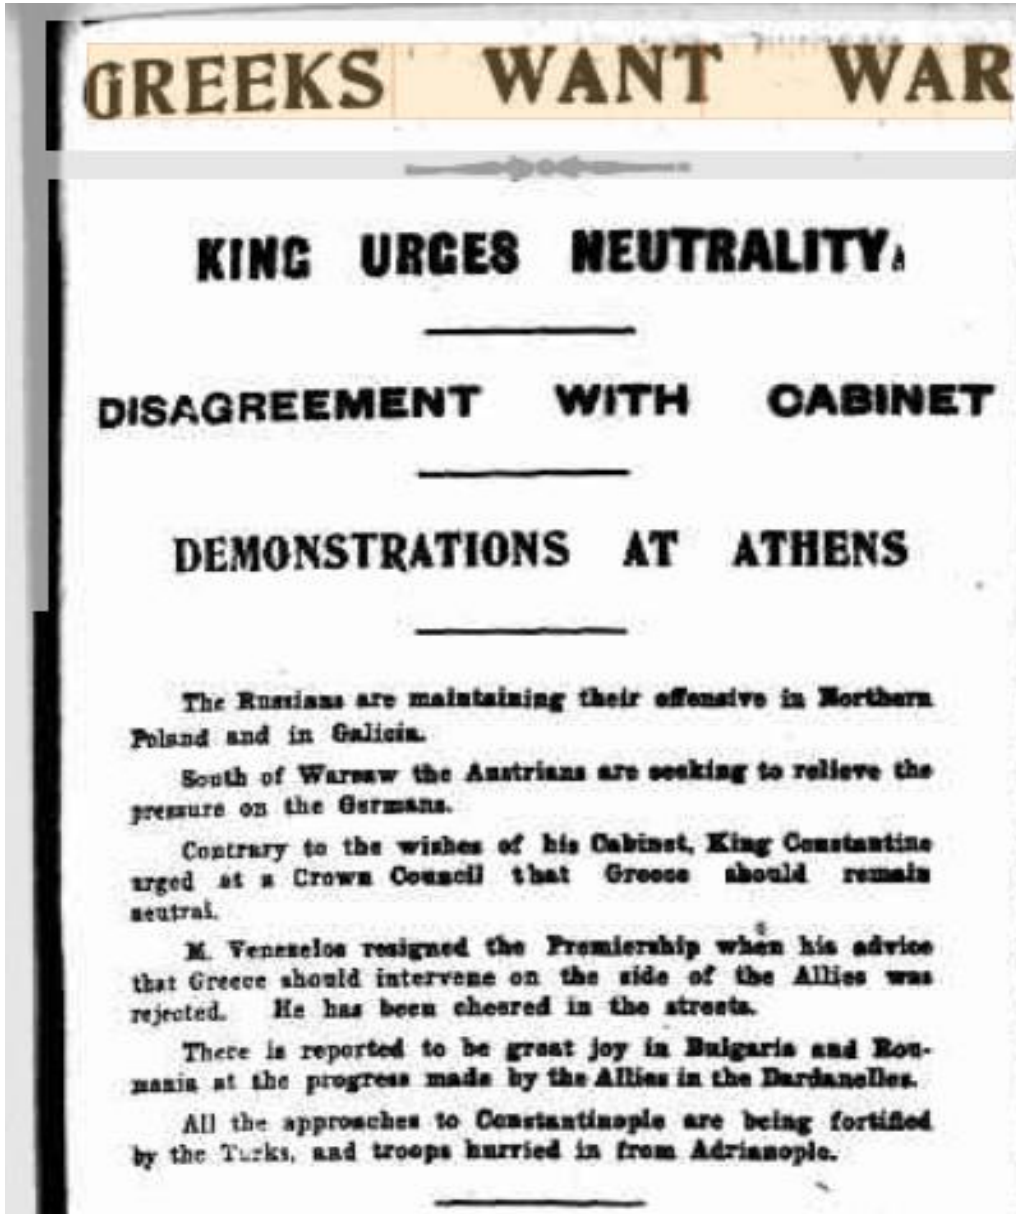 GREEKS WANT WAR
KING URGES NEUTRALITY.
DISAGREEMENT WITH CABINET
DEMONSTRATIONS AT ATHENS
The Russians are maintaining their offensive in Northern
Poland and in Galicia.
South of Warsaw the Austrians are seeking to relieve the
pressure on the Germans.
Contrary to the wishes of his Cabinet, King Constantine
urged at a Crown Council that Greece should remain
neutral.
M. Venezelos resigned the Premiership when his advice
that Greece should intervene on the side of the Allies was
rejected. He has been cheered in the streets.
There is reported to be great joy in Bulgaria and Rou-
mania at the progress made by the Allies in the Dardanelles.
All the approaches to Constantinople are being fortified
by the Turks, and troops hurried in from Adrianople.